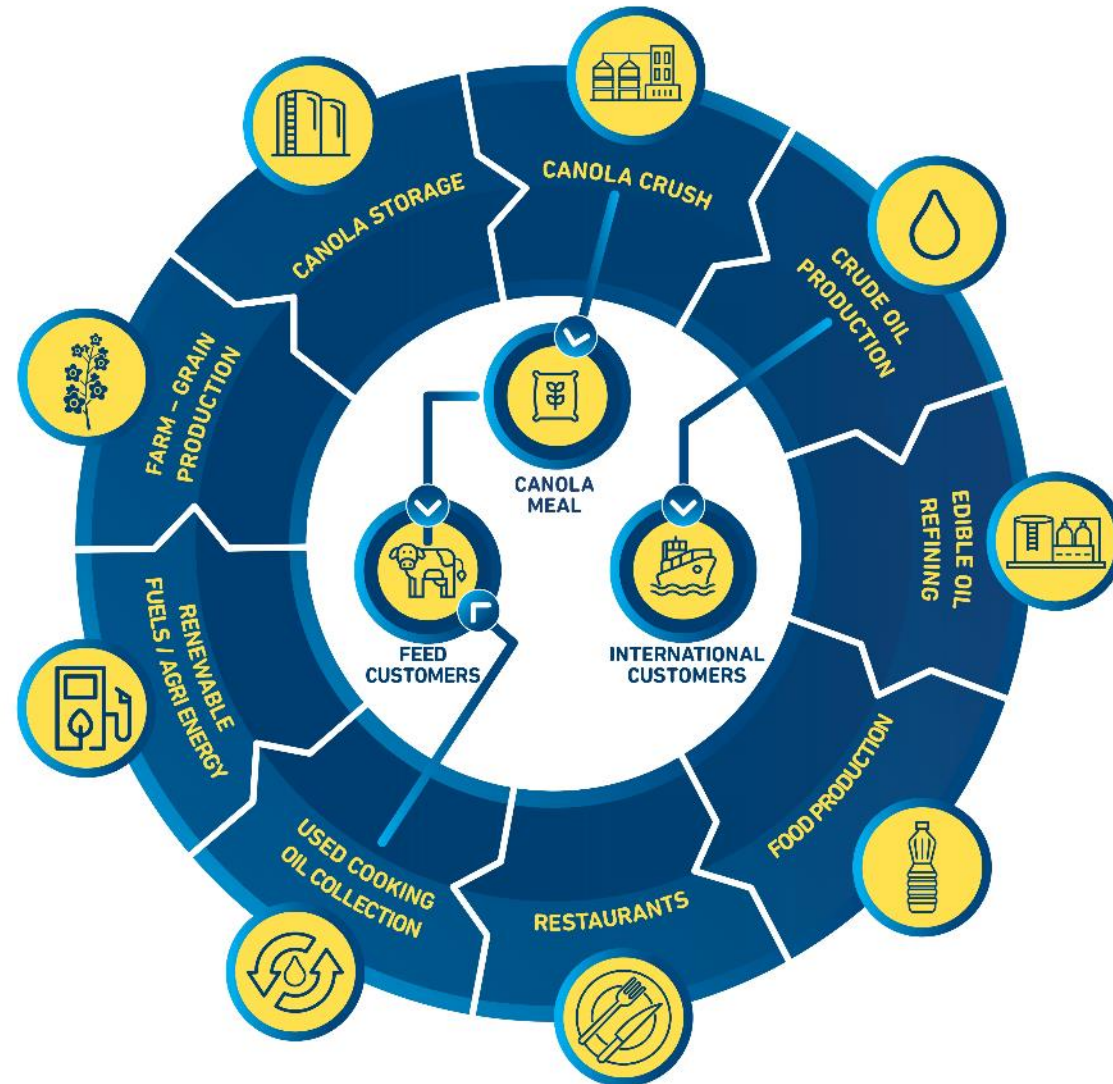 CANOLA STORAGE
CANOLA CRUSH
CRUDE OIL
PRODUCTION
EDIBLE OIL
REFINING
FOOD PRODUCTION
RESTAURANTS
USED COOKING
OIL COLLECTION
RENEWABLE
FUELS / AGRI ENERGY
FARM – GRAIN
PRODUCTION
CANOLA
MEAL
FEED
CUSTOMERS
INTERNATIONAL
CUSTOMERS